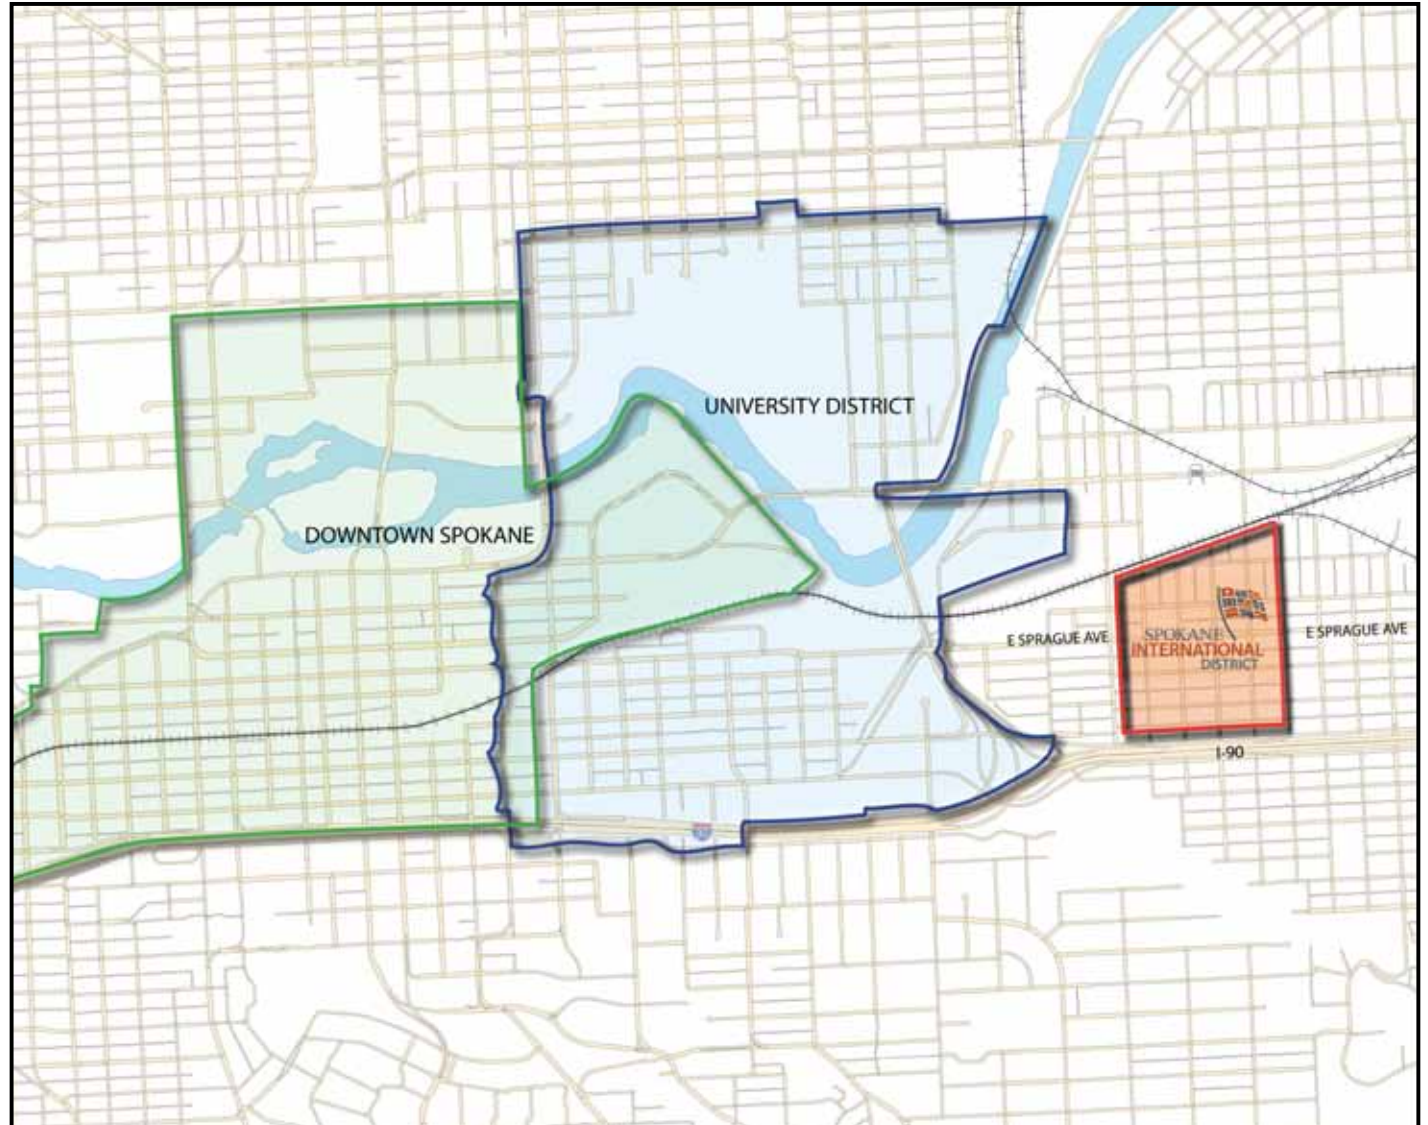 UNIVERSITY DISTRICT
DOWNTOWN SPOKANE
E SPRAGUE AVE
SPOKANE
INTERNATIONAL
DISTRICT
E SPRAGUE AVE
I-90